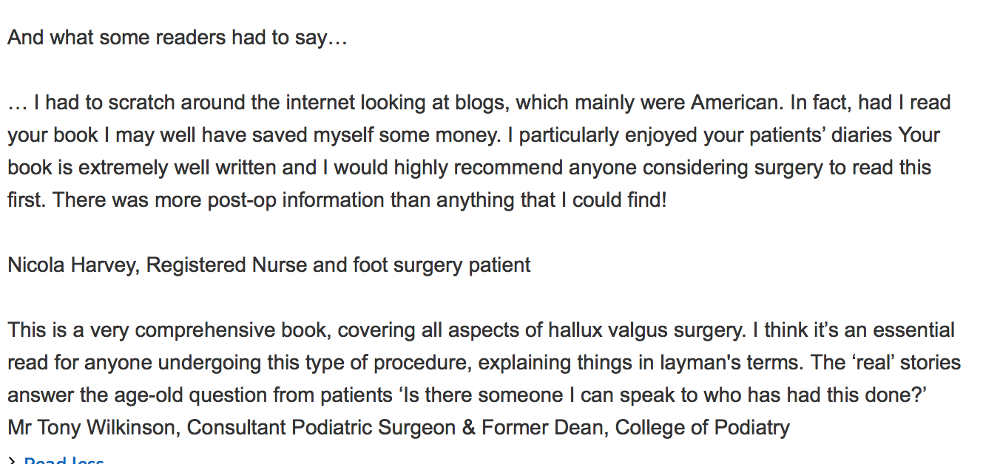 And what some readers had to say…
… I had to scratch around the internet looking at blogs, which mainly were American. In fact, had I read
your book I may well have saved myself some money. I particularly enjoyed your patients’ diaries Your
book is extremely well written and I would highly recommend anyone considering surgery to read this
first. There was more post-op information than anything that I could find!
Nicola Harvey, Registered Nurse and foot surgery patient
This is a very comprehensive book, covering all aspects of hallux valgus surgery. I think it’s an essential
read for anyone undergoing this type of procedure, explaining things in layman's terms. The ‘real’ stories
answer the age-old question from patients ‘Is there someone I can speak to who has had this done?’
Mr Tony Wilkinson, Consultant Podiatric Surgeon & Former Dean, College of Podiatry
Read less